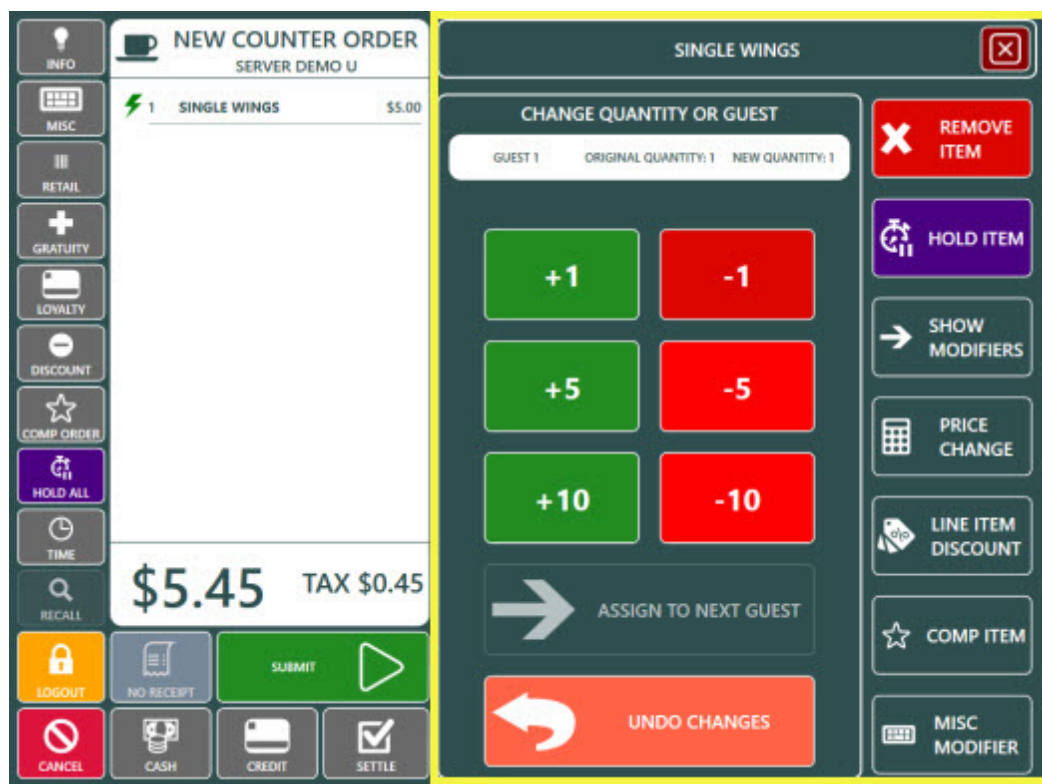 INFO
MISC
RETAIL
GRATUITY
LOYALTY
DISCOUNT
COMP ORDER
HOLD ALL
TIME
RECALL
LOGOUT
CANCEL
NEW COUNTER ORDER
SERVER DEMO U
1 SINGLE WINGS $5.00
$5.45 TAX $0.45
NO RECEIPT
SUBMIT
CASH
CREDIT
SETTLE
SINGLE WINGS
CHANGE QUANTITY OR GUEST
GUEST 1 ORIGINAL QUANTITY: 1 NEW QUANTITY: 1
+1 -1
+5 -5
+10 -10
ASSIGN TO NEXT GUEST
UNDO CHANGES
REMOVE
ITEM
HOLD ITEM
SHOW
MODIFIERS
PRICE
CHANGE
LINE ITEM
DISCOUNT
COMP ITEM
MISC
MODIFIER